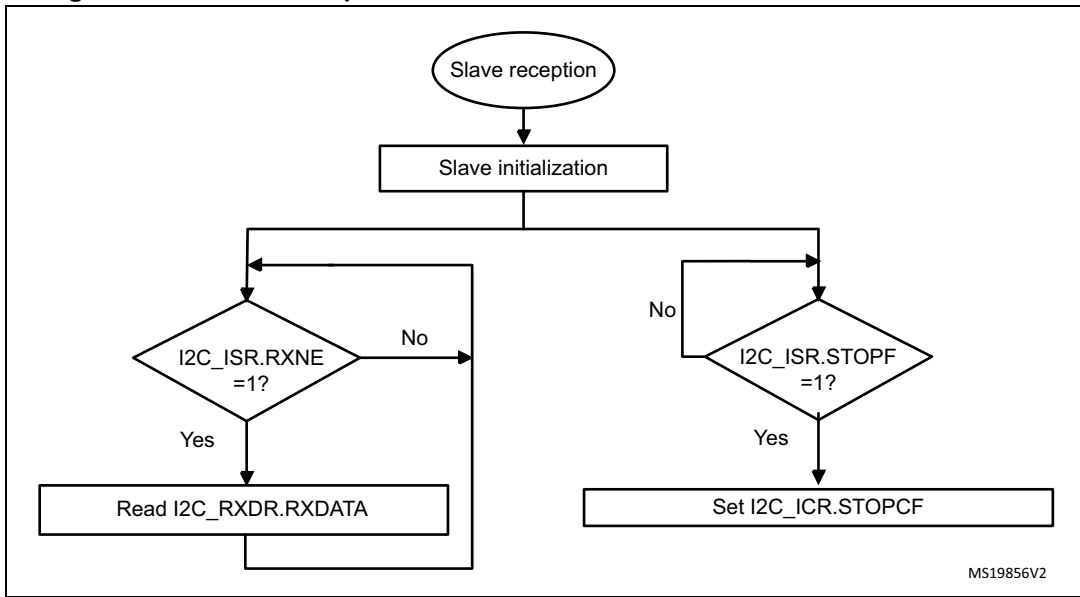 Slave reception
Slave initialization
No
I2C_ISR.RXNE
=1?
Yes
Read I2C_RXDR.RXDATA
No
I2C_ISR.STOPF
=1?
Yes
Set I2C_ICR.STOPCF
MS19856V2